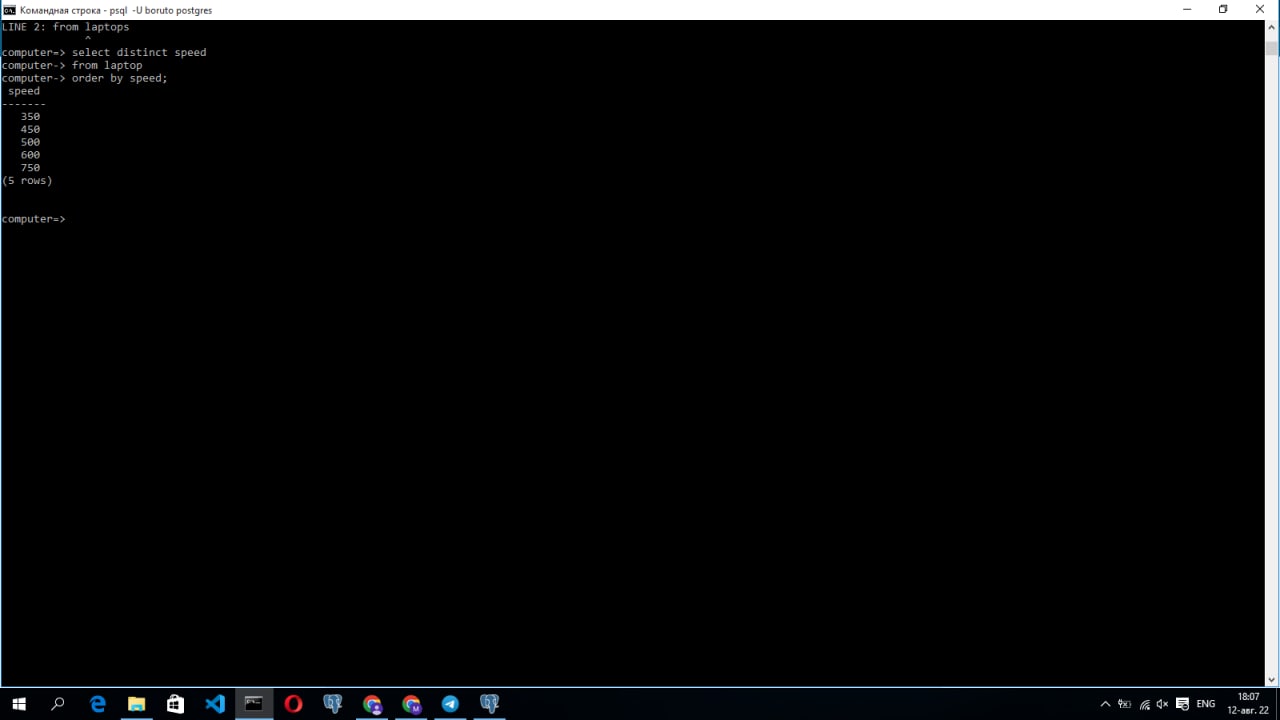 Командная строка - psql -U boruto postgres
LINE 2: from laptops
^
computer=> select distinct speed
computer-> from laptop
computer-> order by speed;
speed
-------
350
450
500
600
750
(5 rows)
computer=>
ENG
18:07
12-авг. 22